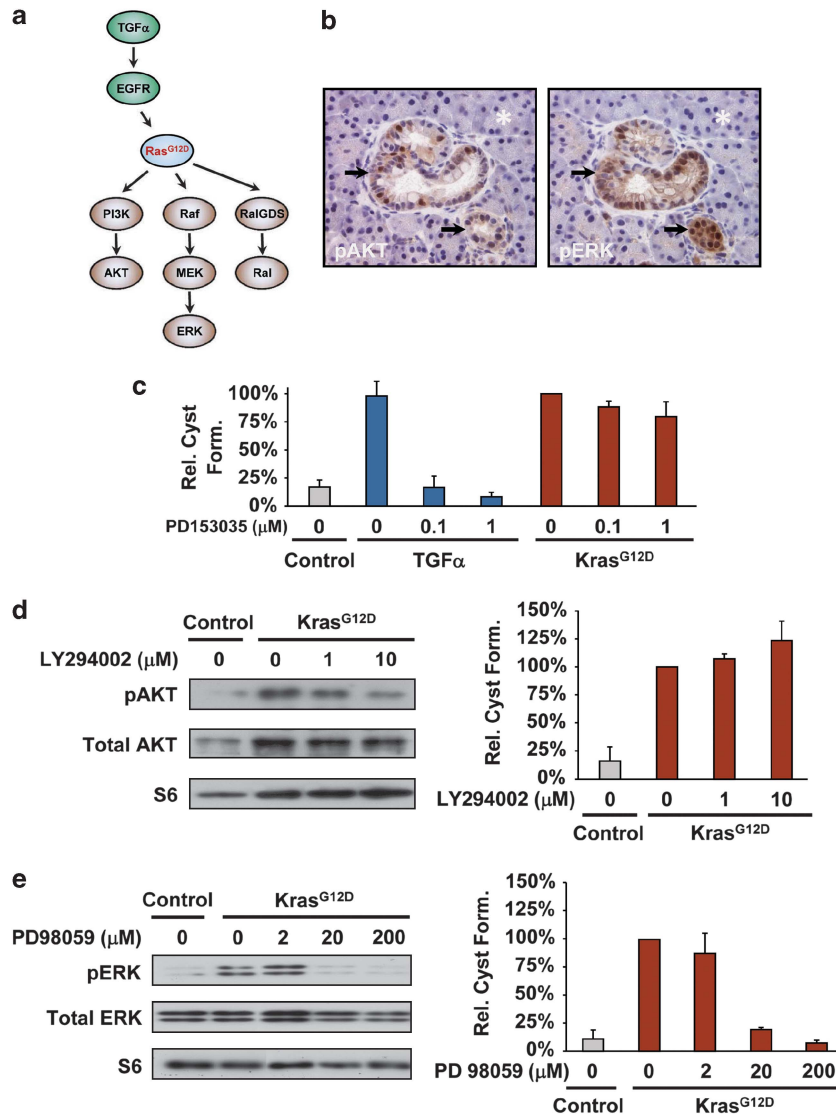 a
TGFα
EGFR
RasG12D
PI3K Raf RalGDS
AKT MEK Ral
ERK
b
*
pAKT
*
pERK
c
Rel. Cyst
Form.
100%
75%
50%
25%
0%
PD153035 (μM) 0 0 0.1 1 0 0.1 1
Control TGFα KrasG12D
d
Control KrasG12D
LY294002 (μM) 0 0 1 10
pAKT
Total AKT
S6
Rel. Cyst Form.
150%
125%
100%
75%
50%
25%
0%
LY294002 (μM) 0 0 1 10
Control KrasG12D
e
Control KrasG12D
PD98059 (μM) 0 0 2 20 200
pERK
Total ERK
S6
Rel. Cyst Form.
150%
125%
100%
75%
50%
25%
0%
PD 98059 (μM) 0 0 2 20 200
Control KrasG12D